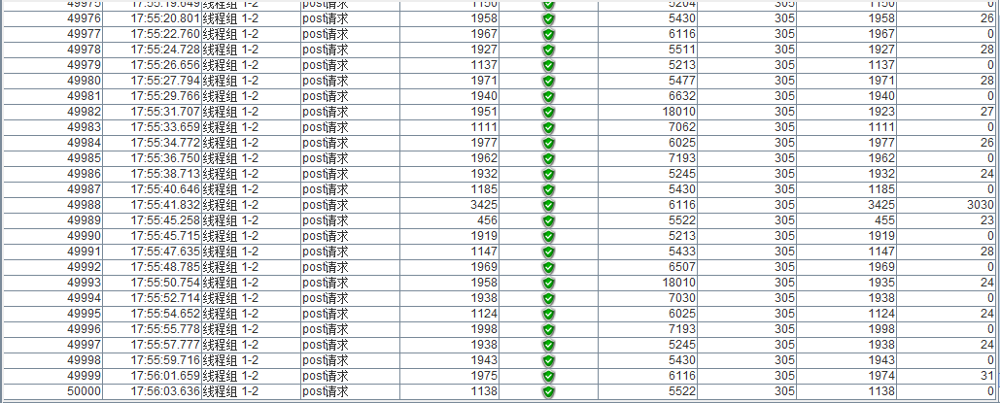 49975 17:55:19.649 线程组 1-2 post请求 1150 5204 305 1150 0
49976 17:55:20.801 线程组 1-2 post请求 1958 5430 305 1958 26
49977 17:55:22.760 线程组 1-2 post请求 1967 6116 305 1967 0
49978 17:55:24.728 线程组 1-2 post请求 1927 5511 305 1927 28
49979 17:55:26.656 线程组 1-2 post请求 1137 5213 305 1137 0
49980 17:55:27.794 线程组 1-2 post请求 1971 5477 305 1971 28
49981 17:55:29.766 线程组 1-2 post请求 1940 6632 305 1940 0
49982 17:55:31.707 线程组 1-2 post请求 1951 18010 305 1923 27
49983 17:55:33.659 线程组 1-2 post请求 1111 7062 305 1111 0
49984 17:55:34.772 线程组 1-2 post请求 1977 6025 305 1977 26
49985 17:55:36.750 线程组 1-2 post请求 1962 7193 305 1962 0
49986 17:55:38.713 线程组 1-2 post请求 1932 5245 305 1932 24
49987 17:55:40.646 线程组 1-2 post请求 1185 5430 305 1185 0
49988 17:55:41.832 线程组 1-2 post请求 3425 6116 305 3425 3030
49989 17:55:45.258 线程组 1-2 post请求 456 5522 305 455 23
49990 17:55:45.715 线程组 1-2 post请求 1919 5213 305 1919 0
49991 17:55:47.635 线程组 1-2 post请求 1147 5433 305 1147 28
49992 17:55:48.785 线程组 1-2 post请求 1969 6507 305 1969 0
49993 17:55:50.754 线程组 1-2 post请求 1958 18010 305 1935 24
49994 17:55:52.714 线程组 1-2 post请求 1938 7030 305 1938 0
49995 17:55:54.652 线程组 1-2 post请求 1124 6025 305 1124 24
49996 17:55:55.778 线程组 1-2 post请求 1998 7193 305 1998 0
49997 17:55:57.777 线程组 1-2 post请求 1938 5245 305 1938 24
49998 17:55:59.716 线程组 1-2 post请求 1943 5430 305 1943 0
49999 17:56:01.659 线程组 1-2 post请求 1975 6116 305 1974 31
50000 17:56:03.636 线程组 1-2 post请求 1138 5522 305 1138 0